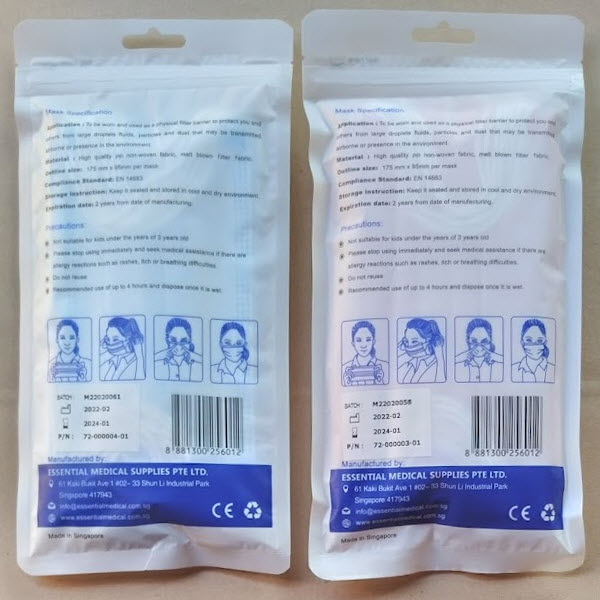 Mask Specification
Application : To be worn and used as a physical filter barrier to protect you and
others from large droplets fluids, particles and dust that may be transmitted
airborne or presence in the environment.
Material : High quality pp non-woven fabric, melt blown filter fabric.
Outline size: 175 mm x 95mm per mask
Compliance Standard: EN 14683
Storage Instruction: Keep it sealed and stored in cool and dry environment
Expiration date: 2 years from date of manufacturing.
Precautions:
Not suitable for kids under the years of 3 years old
Please stop using immediately and seek medical assistance if there are
allergy reactions such as rashes, itch or breathing difficulties.
Do not reuse
Recommended use of up to 4 hours and dispose once it is wet.
BATCH : M22020061
2022-02
2024-01
P/N : 72-000004-01
8 881300 256012
Manufactured by:
ESSENTIAL MEDICAL SUPPLIES PTE LTD.
61 Kaki Bukit Ave 1 #02- 33 Shun Li Industrial Park
Singapore 417943
info@essentialmedical.com.sg
www.essentialmedical.com.sg
CE
Made in Singapore
Mask Specification
Application : To be worn and used as a physical filter barrier to protect you and
others from large droplets fluids, particles and dust that may be transmitted
airborne or presence in the environment.
Material : High quality pp non-woven fabric, melt blown filter fabric.
Outline size: 175 mm x 95mm per mask
Compliance Standard: EN 14683
Storage Instruction: Keep it sealed and stored in cool and dry environment
Expiration date: 2 years from date of manufacturing.
Precautions:
Not suitable for kids under the years of 3 years old
Please stop using immediately and seek medical assistance if there are
allergy reactions such as rashes, itch or breathing difficulties.
Do not reuse
Recommended use of up to 4 hours and dispose once it is wet.
BATCH : M22020058
2022-02
2024-01
P/N : 72-000003-01
8 881300 256012
Manufactured by:
ESSENTIAL MEDICAL SUPPLIES PTE LTD.
61 Kaki Bukit Ave 1 #02- 33 Shun Li Industrial Park
Singapore 417943
info@essentialmedical.com.sg
www.essentialmedical.com.sg
CE
Made in Singapore